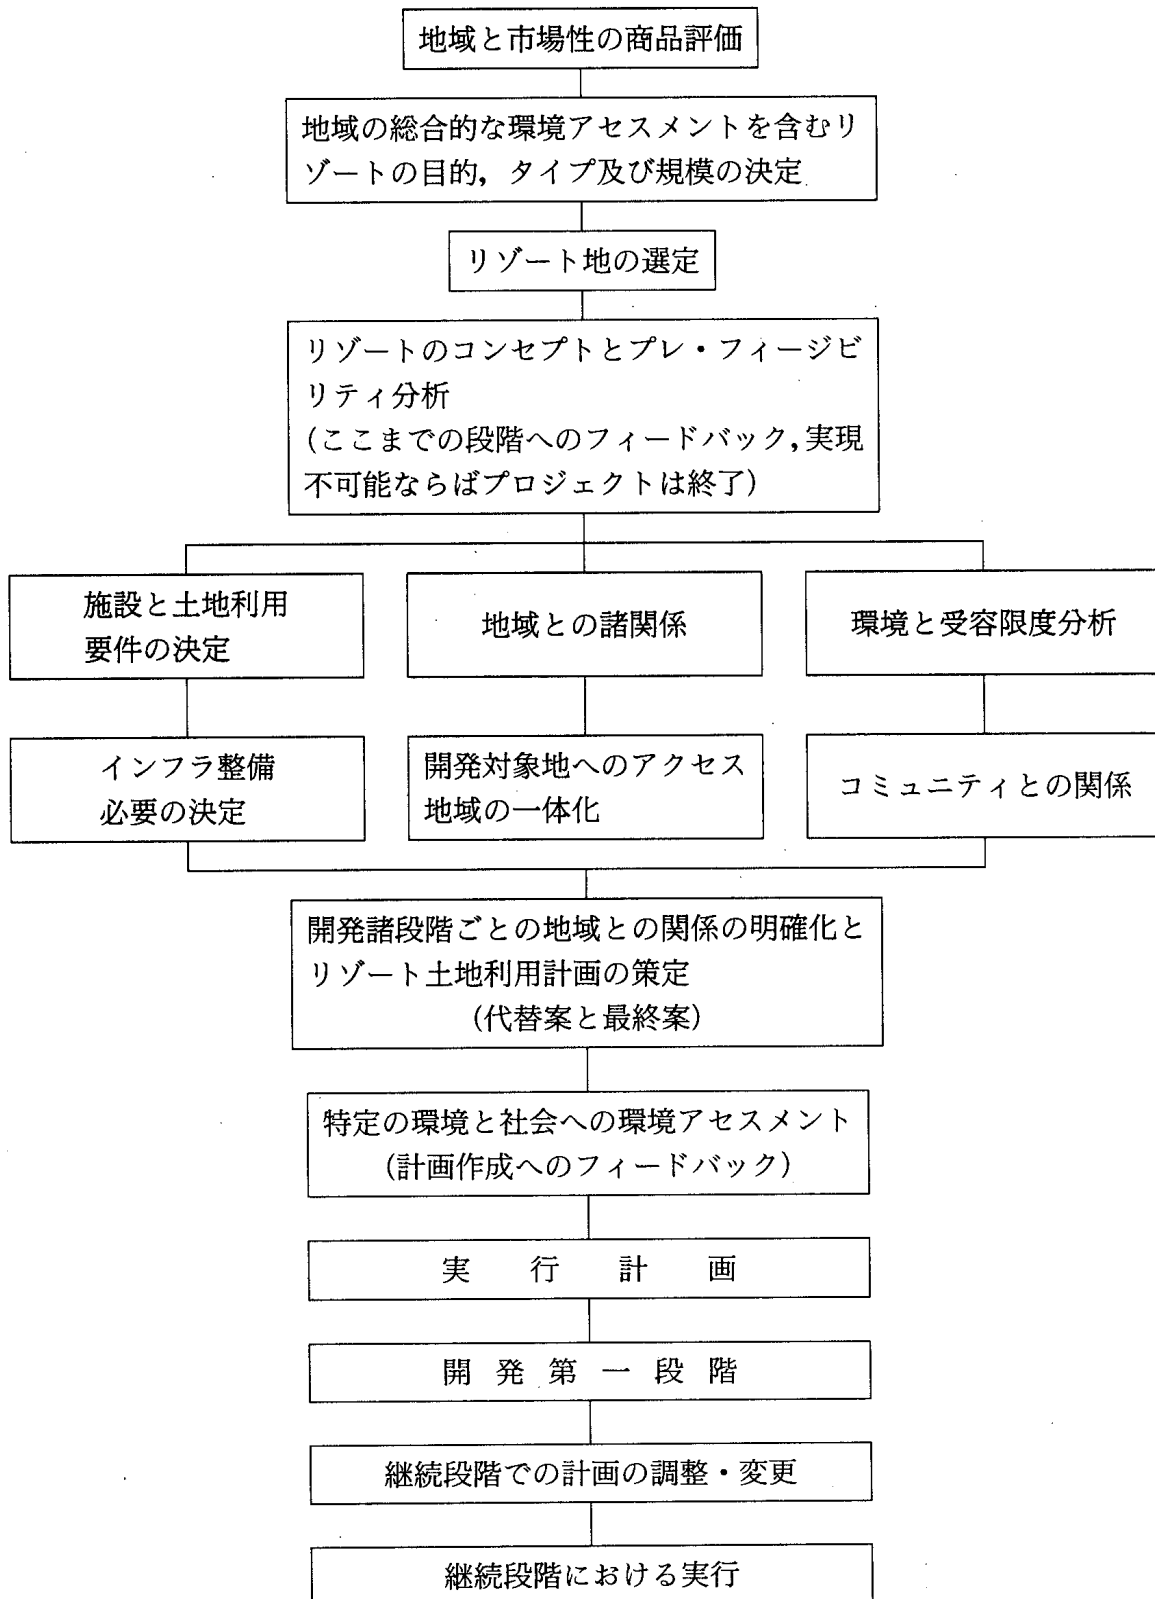 地域と市場性の商品評価
地域の総合的な環境アセスメントを含むリ
ゾートの目的，タイプ及び規模の決定
リゾート地の選定
リゾートのコンセプトとプレ・フィージビ
リティ分析
(ここまでの段階へのフィードバック，実現
不可能ならばプロジェクトは終了)
施設と土地利用
要件の決定
地域との諸関係
環境と受容限度分析
インフラ整備
必要の決定
開発対象地へのアクセス
地域の一体化
コミュニティとの関係
開発諸段階ごとの地域との関係の明確化と
リゾート土地利用計画の策定
(代替案と最終案)
特定の環境と社会への環境アセスメント
(計画作成へのフィードバック)
実行計画
開発第一段階
継続段階での計画の調整・変更
継続段階における実行